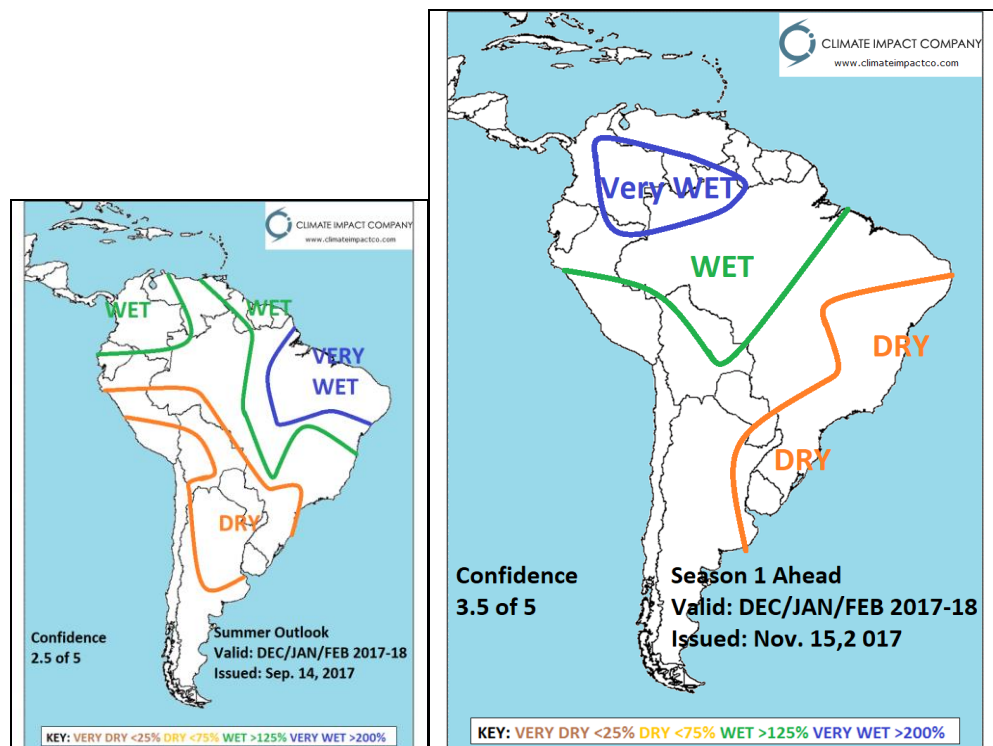 CLIMATE IMPACT COMPANY
www.climateimpactco.com
WET
WET
VERY
WET
DRY
Confidence
2.5 of 5
Summer Outlook
Valid: DEC/JAN/FEB 2017-18
Issued: Sep. 14, 2017
KEY: VERY DRY <25% DRY <75% WET >125% VERY WET >200%
CLIMATE IMPACT COMPANY
www.climateimpactco.com
Very WET
WET
DRY
DRY
Confidence
3.5 of 5
Season 1 Ahead
Valid: DEC/JAN/FEB 2017-18
Issued: Nov. 15,2 017
KEY: VERY DRY <25% DRY <75% WET >125% VERY WET >200%